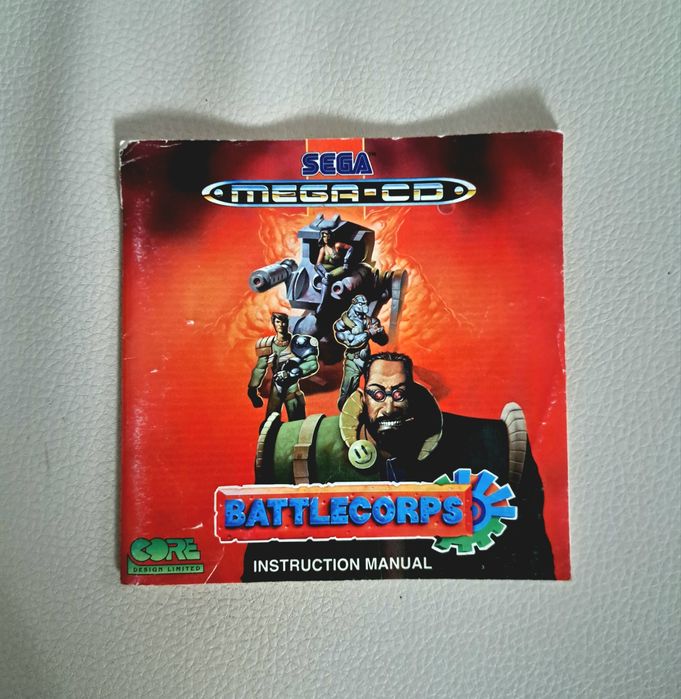 SEGA
MEGA-CD
BATTLECORPS
CORE
DESIGN LIMITED
INSTRUCTION MANUAL